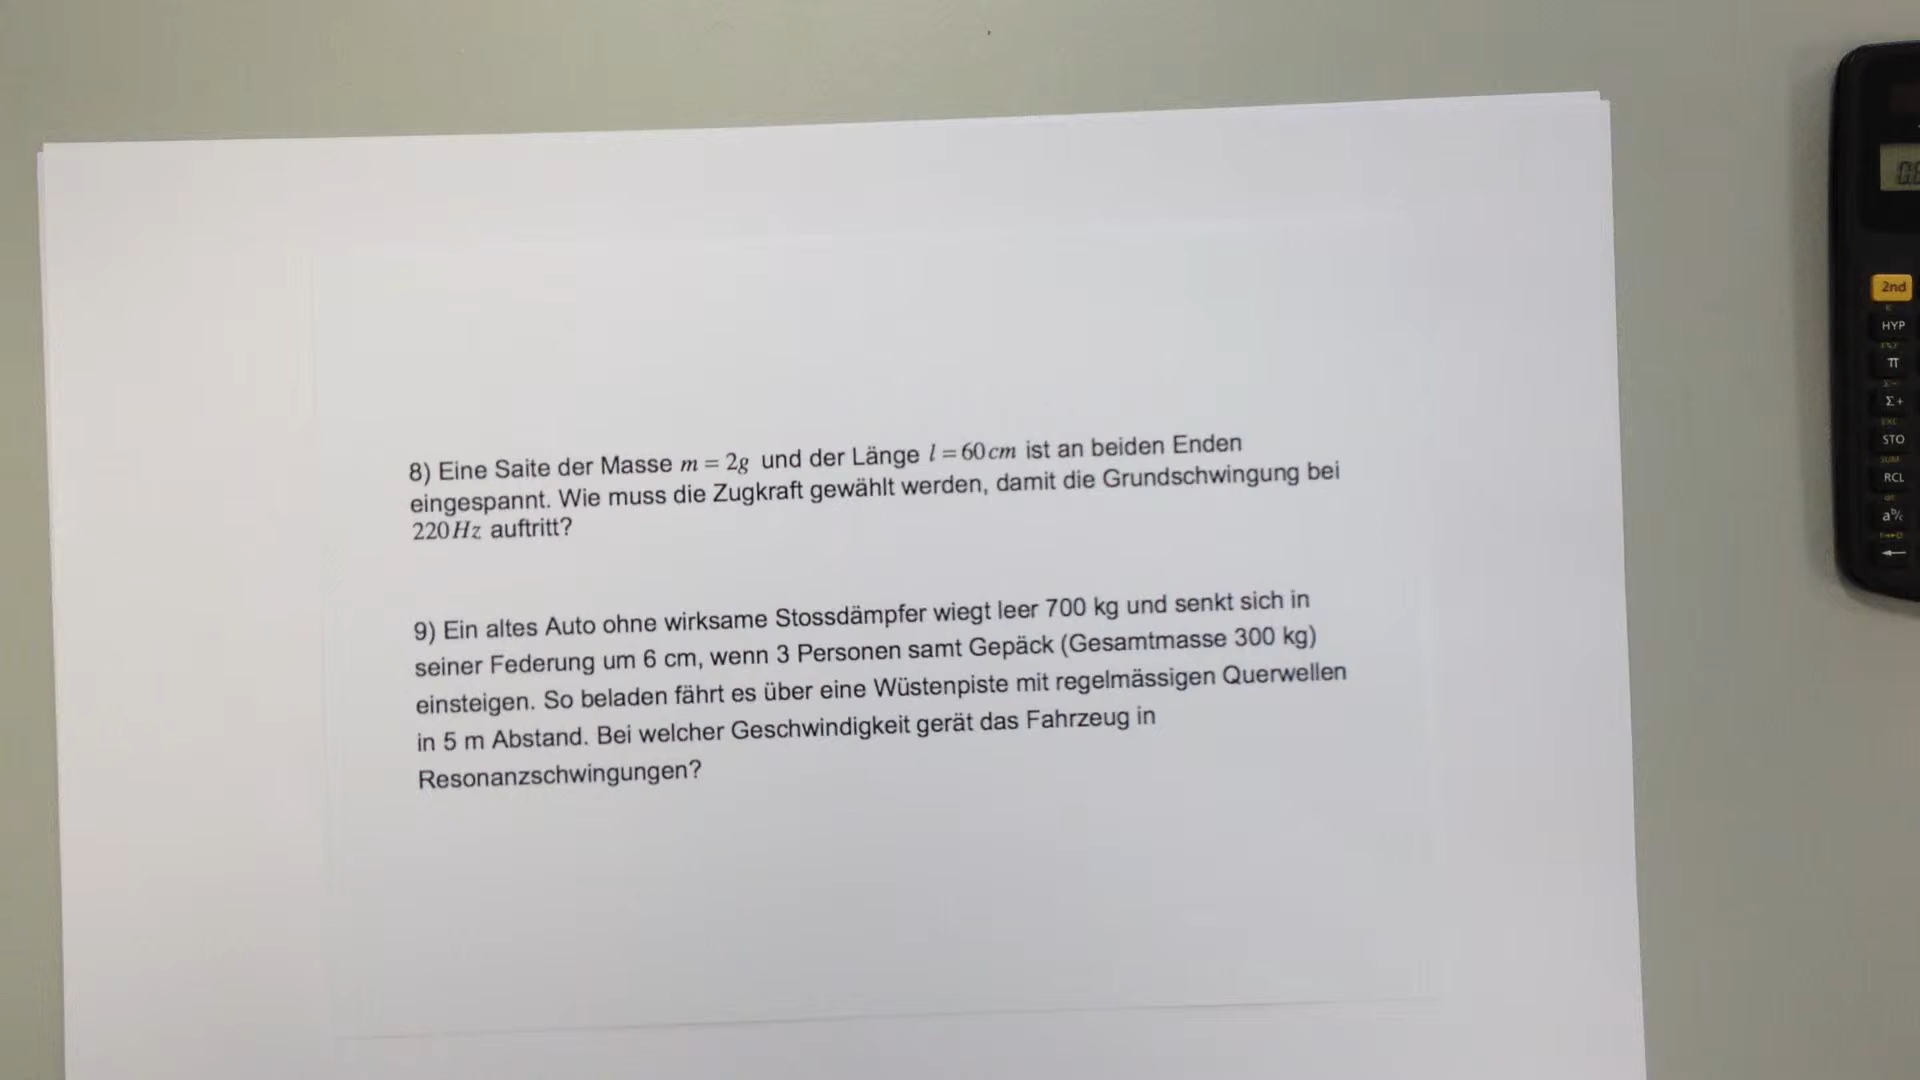 8) Eine Saite der Masse m = 2g und der Länge l = 60cm ist an beiden Enden
eingespannt. Wie muss die Zugkraft gewählt werden, damit die Grundschwingung bei
220Hz auftritt?
9) Ein altes Auto ohne wirksame Stossdämpfer wiegt leer 700 kg und senkt sich in
seiner Federung um 6 cm, wenn 3 Personen samt Gepäck (Gesamtmasse 300 kg)
einsteigen. So beladen fährt es über eine Wüstenpiste mit regelmässigen Querwellen
in 5 m Abstand. Bei welcher Geschwindigkeit gerät das Fahrzeug in
Resonanzschwingungen?
2nd
HYP
π
Σ+
STO
RCL